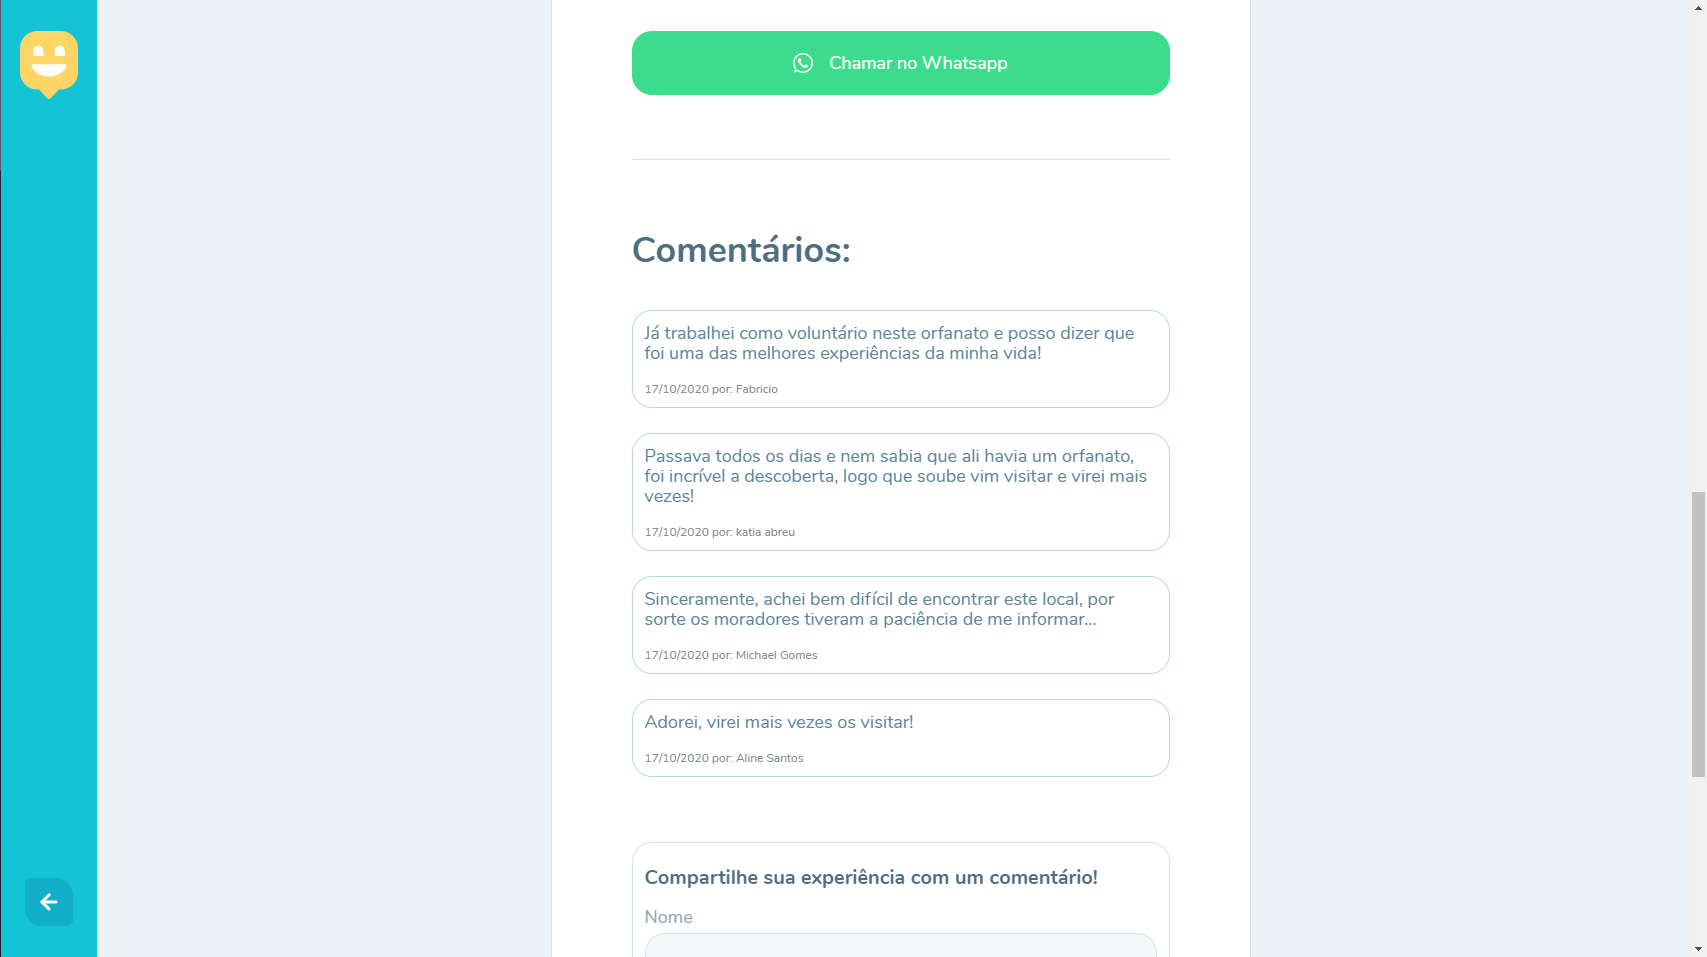 Chamar no Whatsapp
Comentários:
Já trabalhei como voluntário neste orfanato e posso dizer que
foi uma das melhores experiências da minha vida!
17/10/2020 por: Fabricio
Passava todos os dias e nem sabia que ali havia um orfanato,
foi incrível a descoberta, logo que soube vim visitar e virei mais
vezes!
17/10/2020 por: katia abreu
Sinceramente, achei bem difícil de encontrar este local, por
sorte os moradores tiveram a paciência de me informar...
17/10/2020 por: Michael Gomes
Adorei, virei mais vezes os visitar!
17/10/2020 por: Aline Santos
Compartilhe sua experiência com um comentário!
Nome